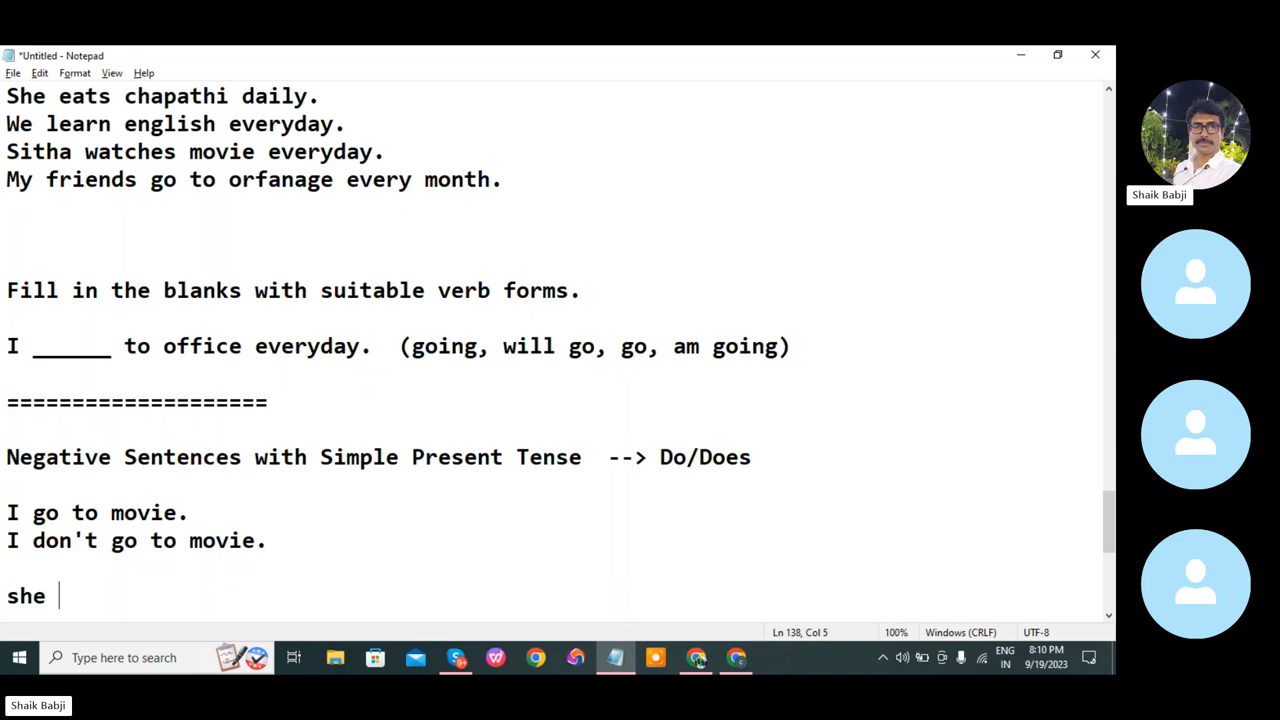 *Untitled - Notepad
File Edit Format View Help
She eats chapathi daily.
We learn english everyday.
Sitha watches movie everyday.
My friends go to orfanage every month.
Fill in the blanks with suitable verb forms.
I ______ to office everyday. (going, will go, go, am going)
====================
Negative Sentences with Simple Present Tense --> Do/Does
I go to movie.
I don't go to movie.
she
Ln 138, Col 5 100% Windows (CRLF) UTF-8
Type here to search
ENG
IN
8:10 PM
9/19/2023
Shaik Babji
Shaik Babji